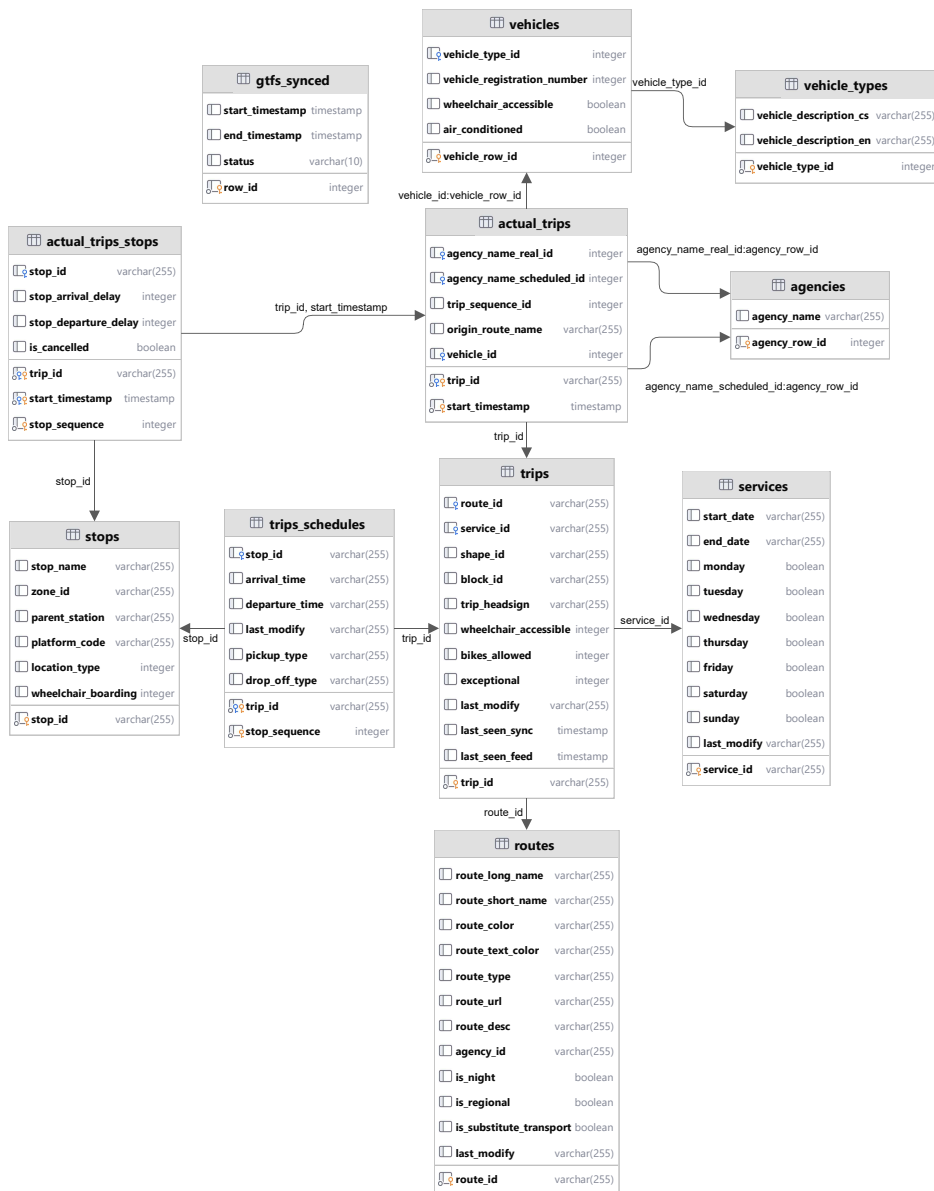 vehicles
vehicle_type_id integer
vehicle_registration_number integer
wheelchair_accessible boolean
air_conditioned boolean
vehicle_row_id integer
gtfs_synced
start_timestamp timestamp
end_timestamp timestamp
status varchar(10)
row_id integer
vehicle_type_id
vehicle_types
vehicle_description_cs varchar(255)
vehicle_description_en varchar(255)
vehicle_type_id integer
vehicle_id:vehicle_row_id
actual_trips_stops
stop_id varchar(255)
stop_arrival_delay integer
stop_departure_delay integer
is_cancelled boolean
trip_id varchar(255)
start_timestamp timestamp
stop_sequence integer
trip_id, start_timestamp
actual_trips
agency_name_real_id integer
agency_name_scheduled_id integer
trip_sequence_id integer
origin_route_name varchar(255)
vehicle_id integer
trip_id varchar(255)
start_timestamp timestamp
agency_name_real_id:agency_row_id
agencies
agency_name varchar(255)
agency_row_id integer
agency_name_scheduled_id:agency_row_id
stop_id
trip_id
stops
stop_name varchar(255)
zone_id varchar(255)
parent_station varchar(255)
platform_code varchar(255)
location_type integer
wheelchair_boarding integer
stop_id varchar(255)
stop_id
trips_schedules
stop_id varchar(255)
arrival_time varchar(255)
departure_time varchar(255)
last_modify varchar(255)
pickup_type varchar(255)
drop_off_type varchar(255)
trip_id varchar(255)
stop_sequence integer
trip_id
trips
route_id varchar(255)
service_id varchar(255)
shape_id varchar(255)
block_id varchar(255)
trip_headsign varchar(255)
wheelchair_accessible integer
bikes_allowed integer
exceptional integer
last_modify varchar(255)
last_seen_sync timestamp
last_seen_feed timestamp
trip_id varchar(255)
service_id
services
start_date varchar(255)
end_date varchar(255)
monday boolean
tuesday boolean
wednesday boolean
thursday boolean
friday boolean
saturday boolean
sunday boolean
last_modify varchar(255)
service_id varchar(255)
route_id
routes
route_long_name varchar(255)
route_short_name varchar(255)
route_color varchar(255)
route_text_color varchar(255)
route_type varchar(255)
route_url varchar(255)
route_desc varchar(255)
agency_id varchar(255)
is_night boolean
is_regional boolean
is_substitute_transport boolean
last_modify varchar(255)
route_id varchar(255)